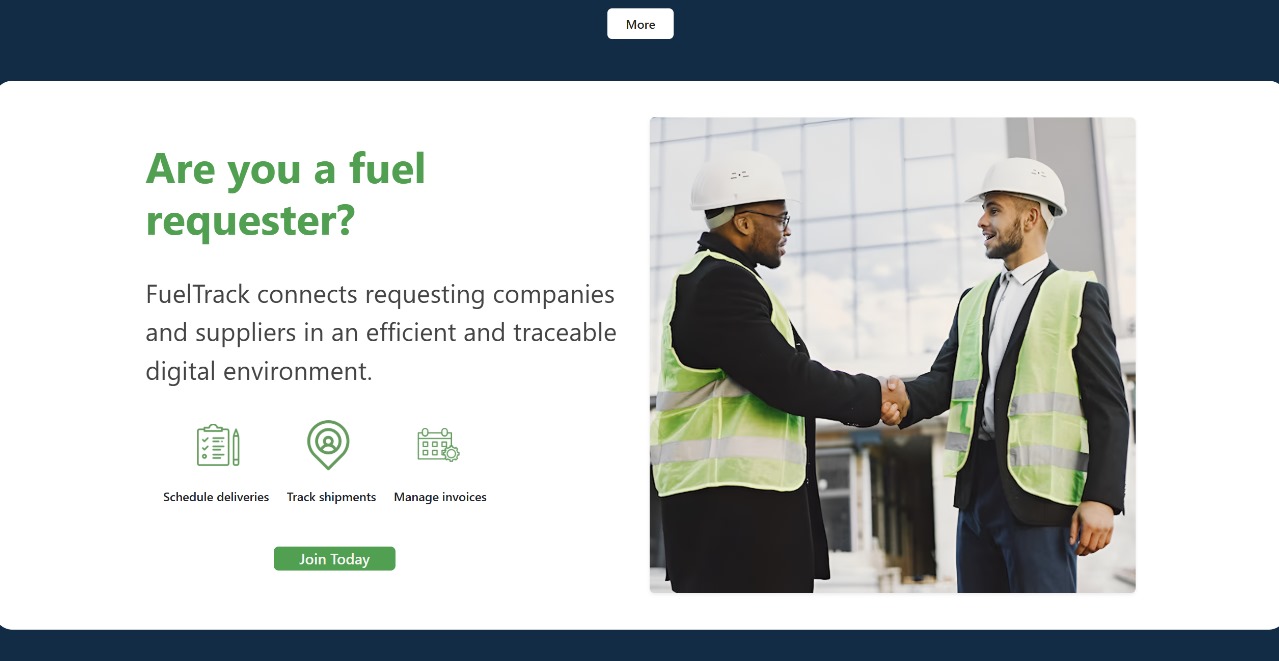 More
Are you a fuel
requester?
FuelTrack connects requesting companies
and suppliers in an efficient and traceable
digital environment.
Schedule deliveries
Track shipments
Manage invoices
Join Today